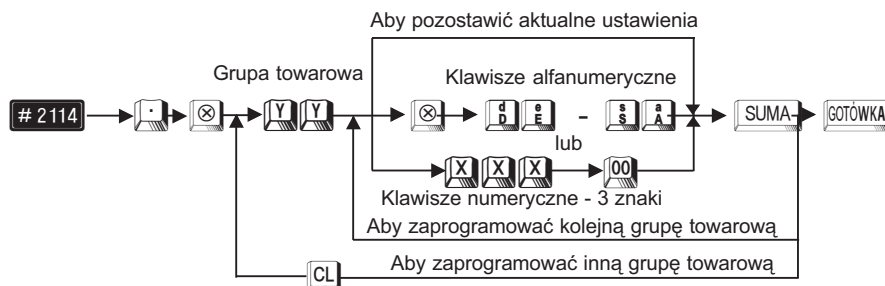 Aby pozostawić aktualne ustawienia
Grupa towarowa
Klawisze alfanumeryczne
# 2114 . ⊗ Y Y ⊗ d D e E - s S a A SUMA GOTÓWKA
lub
X X X 00
Klawisze numeryczne - 3 znaki
Aby zaprogramować kolejną grupę towarową
Aby zaprogramować inną grupę towarową
CL